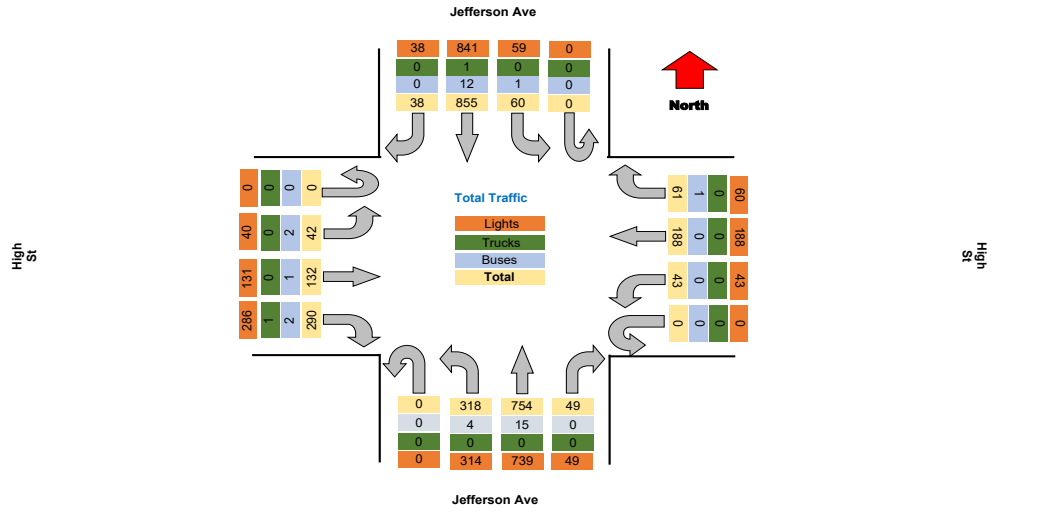 Jefferson Ave
38 841 59 0
0 1 0 0
0 12 1 0
38 855 60 0
North
0 0 0 0
40 0 2 42
131 0 1 132
286 1 2 290
High
St
Total Traffic
Lights
Trucks
Buses
Total
61 1 0 60
188 0 0 188
43 0 0 43
0 0 0 0
High
St
0 318 754 49
0 4 15 0
0 0 0 0
0 314 739 49
Jefferson Ave